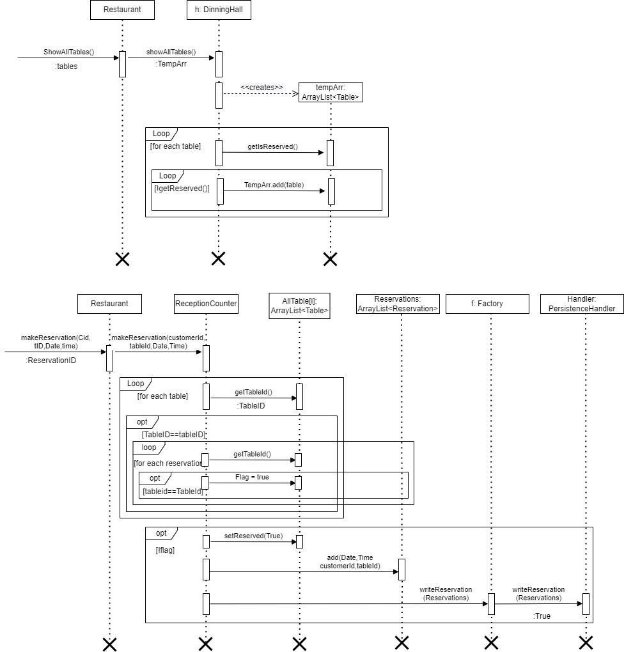 Restaurant
h: DinningHall
ShowAllTables()
:tables
showAllTables()
:TempArr
<<creates>>
tempArr:
ArrayList<Table>
Loop
[for each table]
getIsReserved()
Loop
[!getReserved()]
TempArr.add(table)
Restaurant
ReceptionCounter
AllTable[i]:
ArrayList<Table>
Reservations:
ArrayList<Reservation>
f: Factory
Handler:
PersistenceHandler
makeReservation(Cid,
tID,Date,time)
:ReservationID
makeReservation(customerId,
tableId,Date,Time)
Loop
[for each table]
getTableId()
:TableID
opt
[TableID==tableID]
loop
[for each reservation
getTableId()
opt
[tableid==TableId]
Flag = true
opt
[!flag]
setReserved(True)
add(Date,Time
customerId,tableId)
writeReservation
(Reservations)
writeReservation
(Reservations)
:True